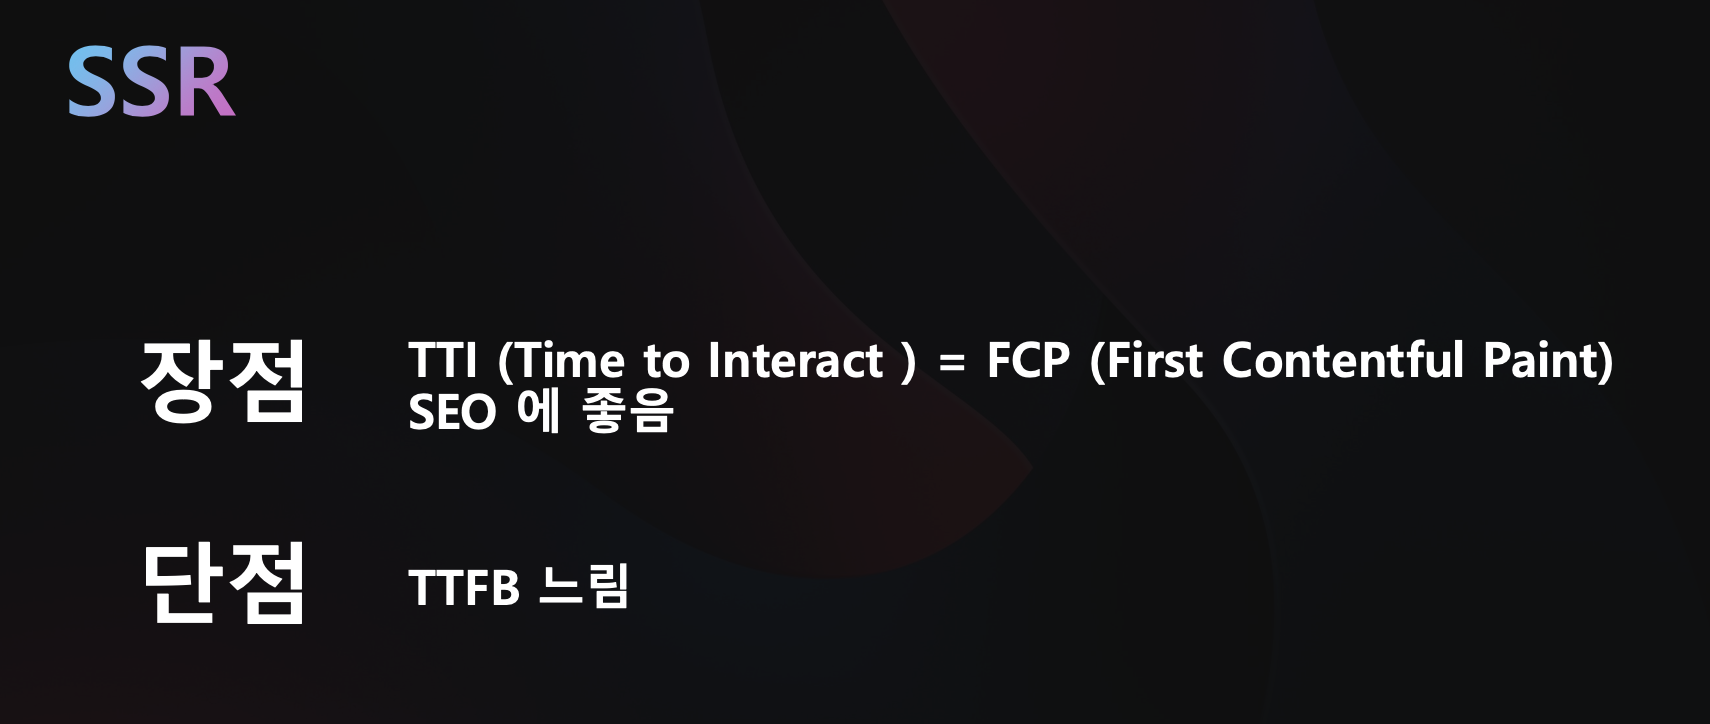 SSR
장점
TTI (Time to Interact ) = FCP (First Contentful Paint)
SEO 에 좋음
단점
TTFB 느림